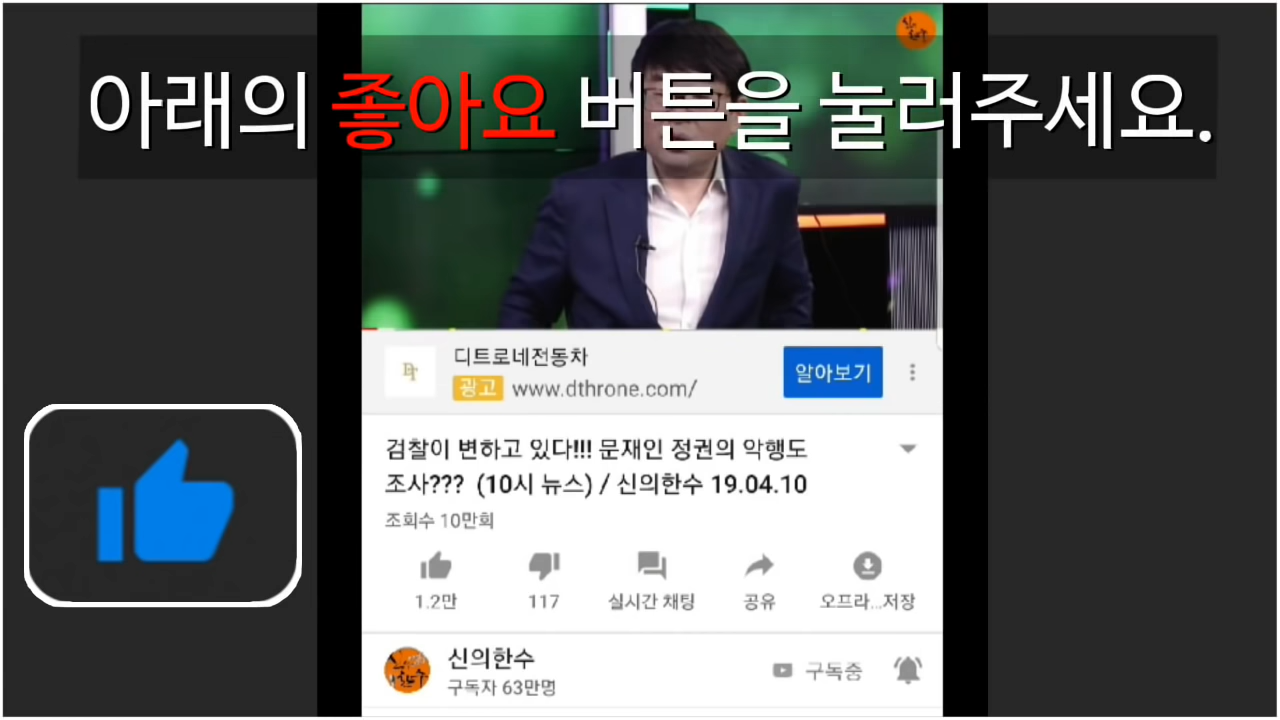 아래의 좋아요 버튼을 눌러주세요.
디트로네전동차
광고 www.dthrone.com/
알아보기
검찰이 변하고 있다!!! 문재인 정권의 악행도
조사??? (10시 뉴스) / 신의한수 19.04.10
조회수 10만회
1.2만 117 실시간 채팅 공유 오프라...저장
신의한수
구독자 63만명
구독중